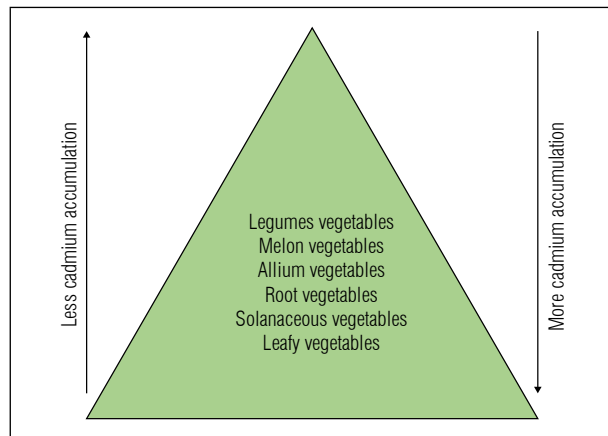 Less cadmium accumulation
Legumes vegetables
Melon vegetables
Allium vegetables
Root vegetables
Solanaceous vegetables
Leafy vegetables
More cadmium accumulation